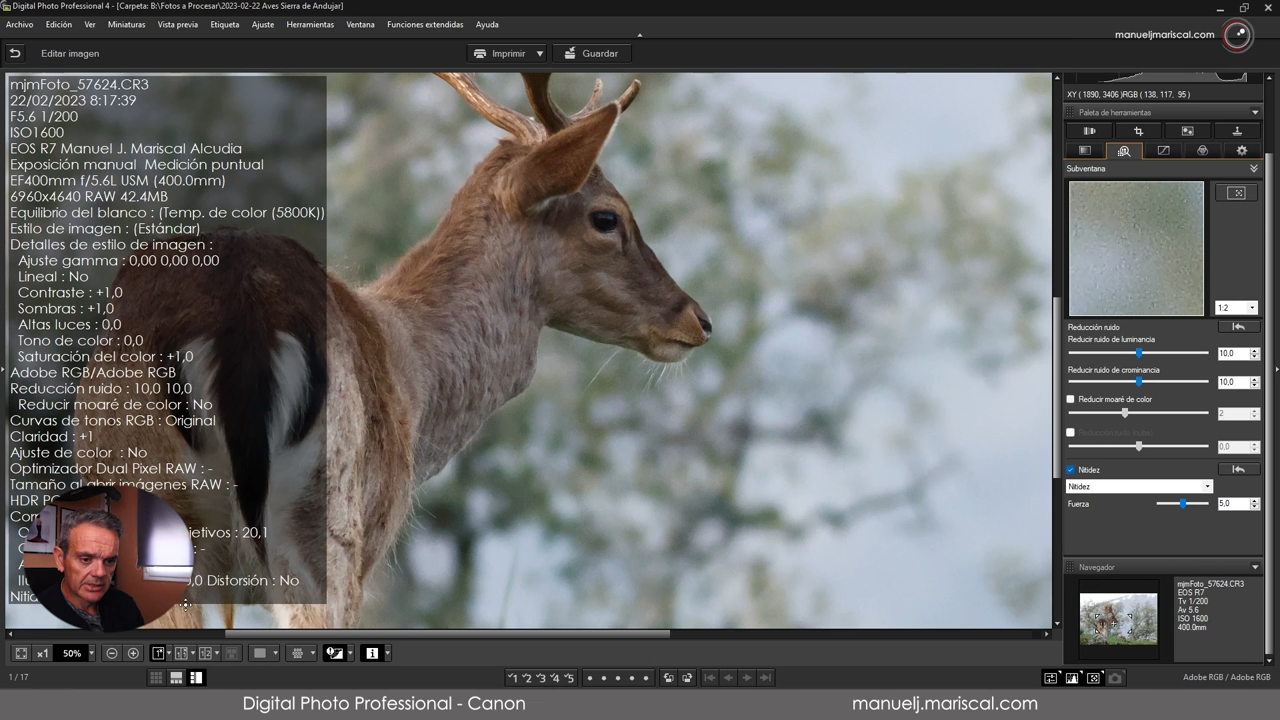 Digital Photo Professional 4 - [Carpeta: B:\Fotos a Procesar\2023-02-22 Aves Sierra de Andujar]
Archivo Edición Ver Miniaturas Vista previa Etiqueta Ajuste Herramientas Ventana Funciones extendidas Ayuda
manueljmariscal.com
Editar imagen
Imprimir
Guardar
mjmFoto_57624.CR3
22/02/2023 8:17:39
F5.6 1/200
ISO1600
EOS R7 Manuel J. Mariscal Alcudia
Exposición manual Medición puntual
EF400mm f/5.6L USM (400.0mm)
6960x4640 RAW 42.4MB
Equilibrio del blanco : (Temp. de color (5800K))
Estilo de imagen : (Estándar)
Detalles de estilo de imagen :
Ajuste gamma : 0,00 0,00 0,00
Lineal : No
Contraste : +1,0
Sombras : +1,0
Altas luces : 0,0
Tono de color : 0,0
Saturación del color : +1,0
Adobe RGB/Adobe RGB
Reducción ruido : 10,0 10,0
Reducir moaré de color : No
Curvas de tonos RGB : Original
Claridad : +1
Ajuste de color : No
Optimizador Dual Pixel RAW : -
Tamaño al abrir imágenes RAW : -
HDR
: 20,1
: -
Distorsión : No
XY ( 1890, 3406 )RGB ( 138, 117, 95 )
Paleta de herramientas
Subventana
1:2
Reducción ruido
Reducir ruido de luminancia
10,0
Reducir ruido de crominancia
10,0
Reducir moaré de color
2
0,0
Nitidez
Nitidez
Fuerza
5,0
Navegador
mjmFoto_57624.CR3
EOS R7
Tv 1/200
Av 5.6
ISO 1600
400.0mm
x1 50%
1 / 17
1 2 3 4 5
Adobe RGB / Adobe RGB
Digital Photo Professional - Canon
manuelj.mariscal.com